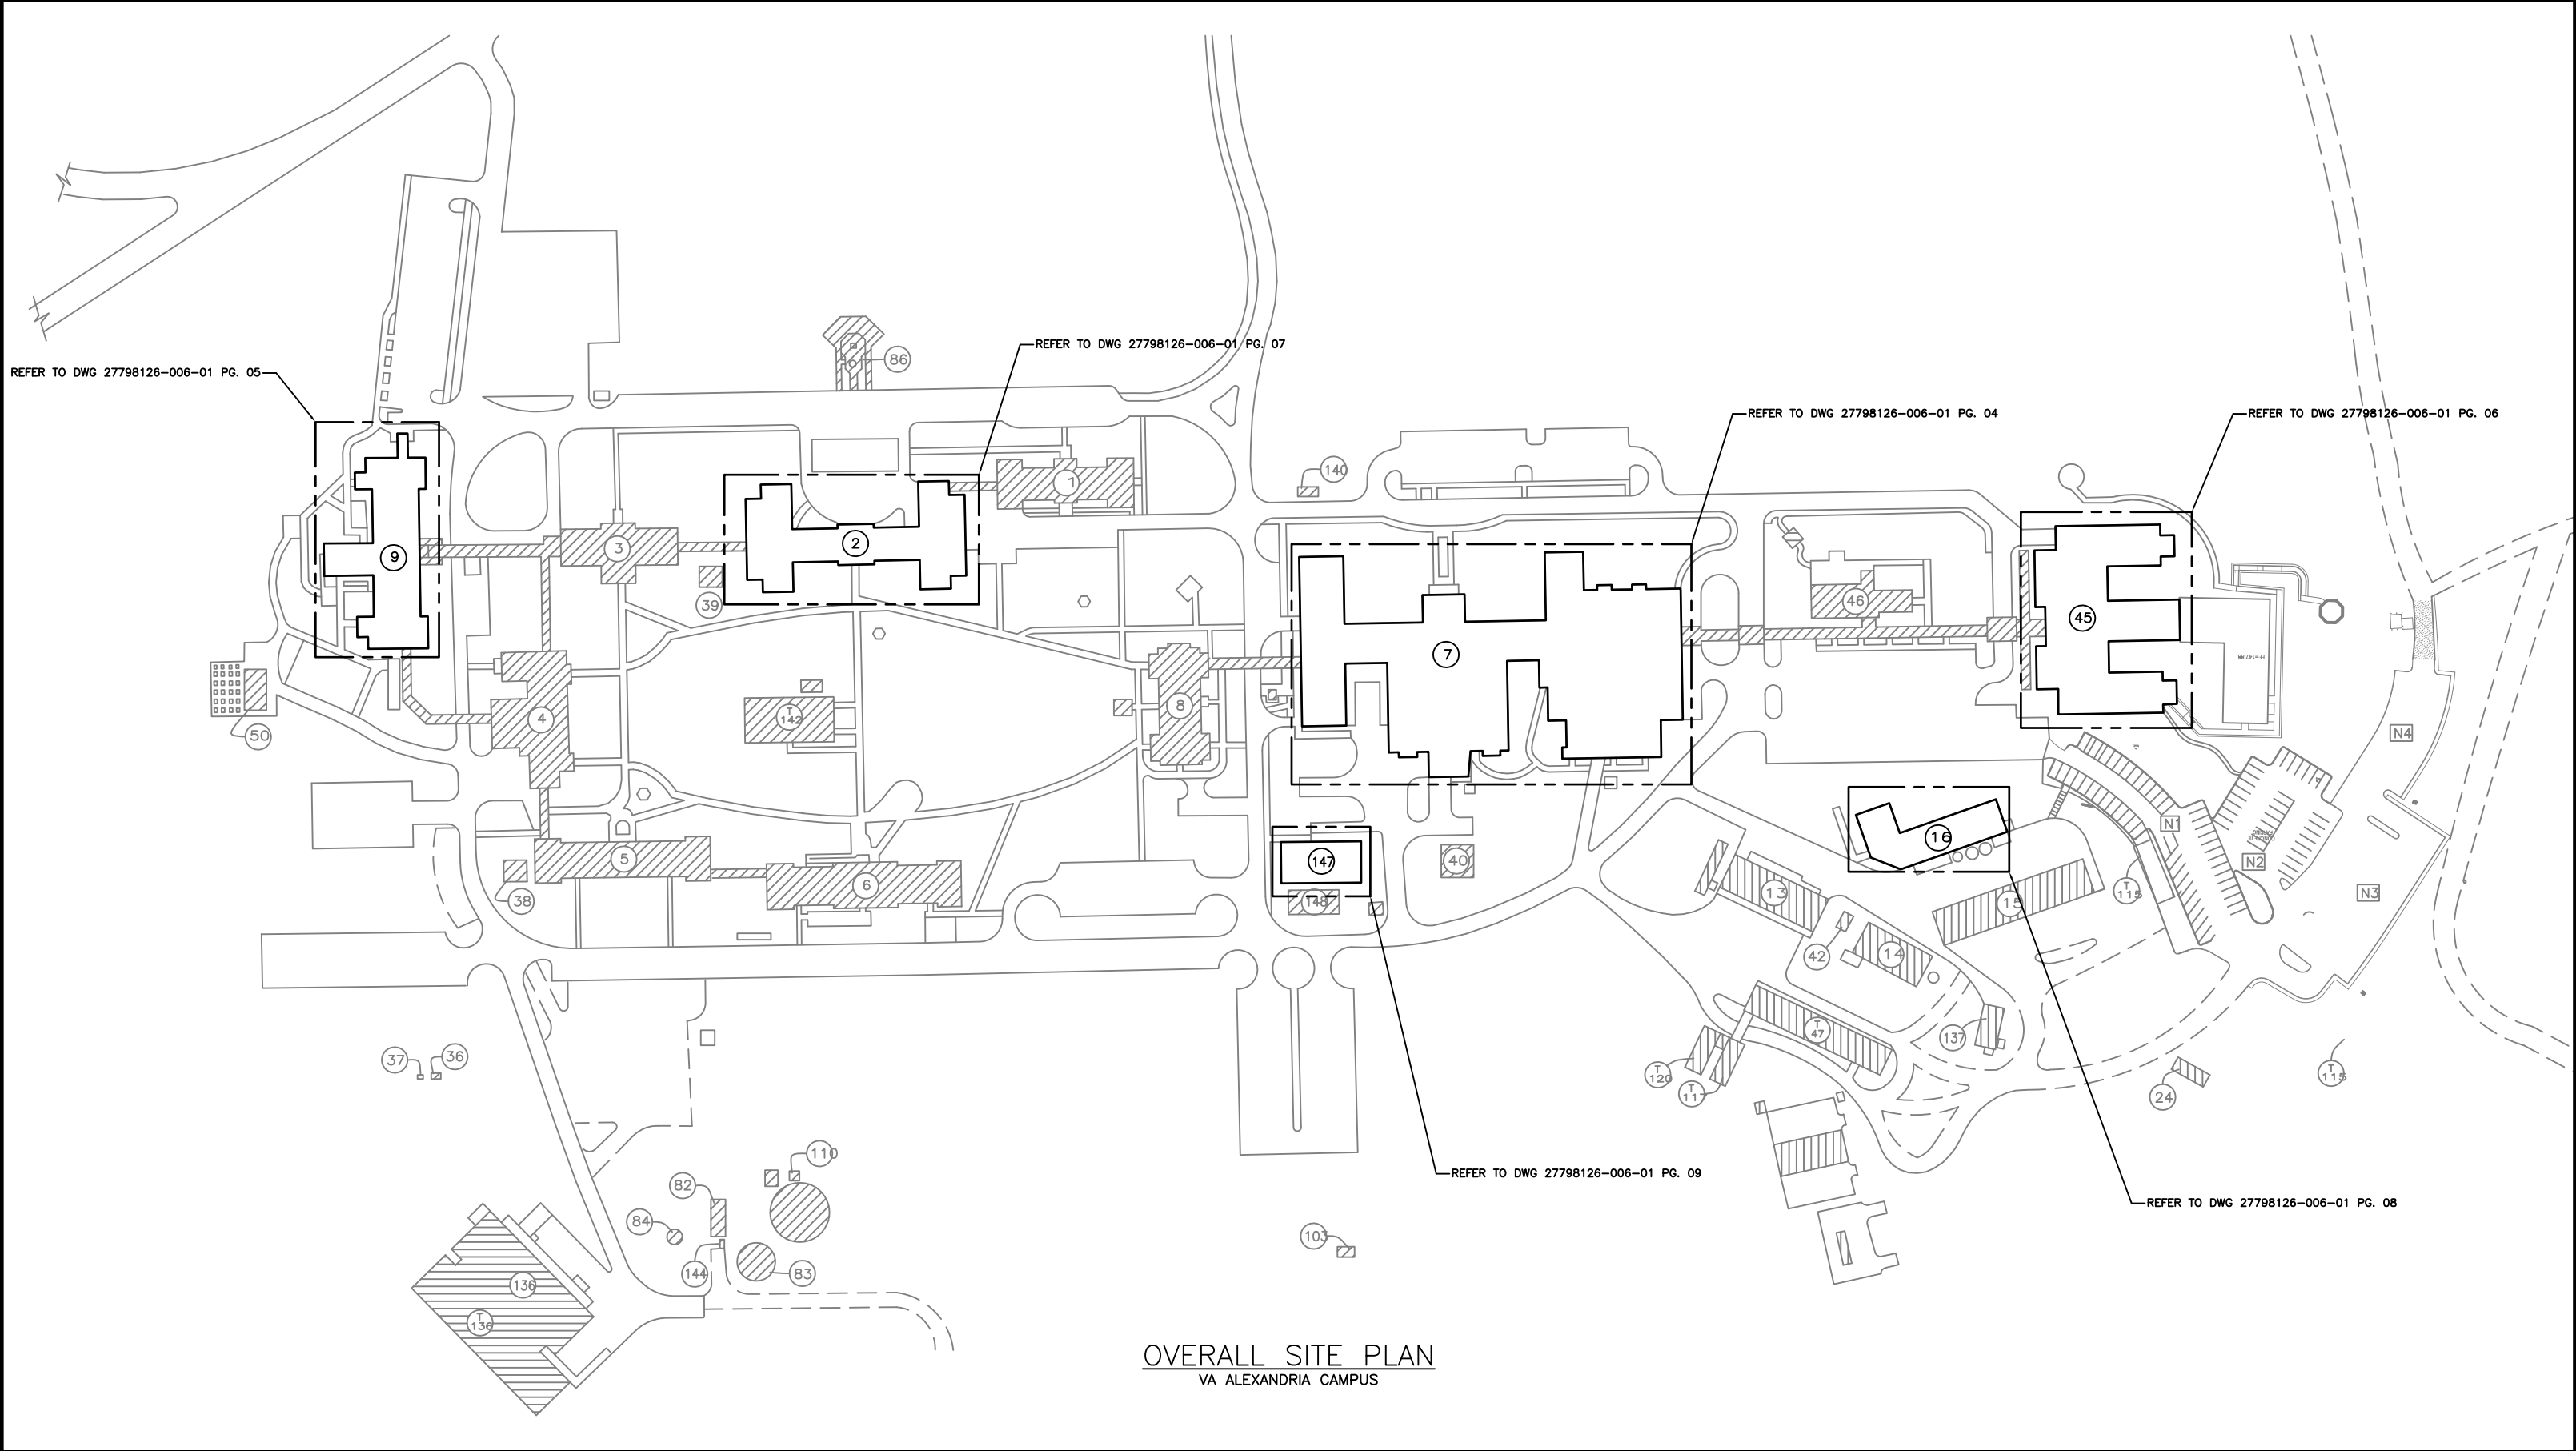 86
REFER TO DWG 27798126-006-01 PG. 07
REFER TO DWG 27798126-006-01 PG. 05
REFER TO DWG 27798126-006-01 PG. 04
REFER TO DWG 27798126-006-01 PG. 06
140
1
2
3
9
39
46
45
7
FF=147.88
8
T
142
4
50
N4
N1
16
147
40
5
6
N2
38
148
13
15
T
115
N3
42
14
T
47
137
37
36
T
120
T
11
24
T
115
110
REFER TO DWG 27798126-006-01 PG. 09
82
REFER TO DWG 27798126-006-01 PG. 08
84
103
144
83
136
T
136
OVERALL SITE PLAN
VA ALEXANDRIA CAMPUS